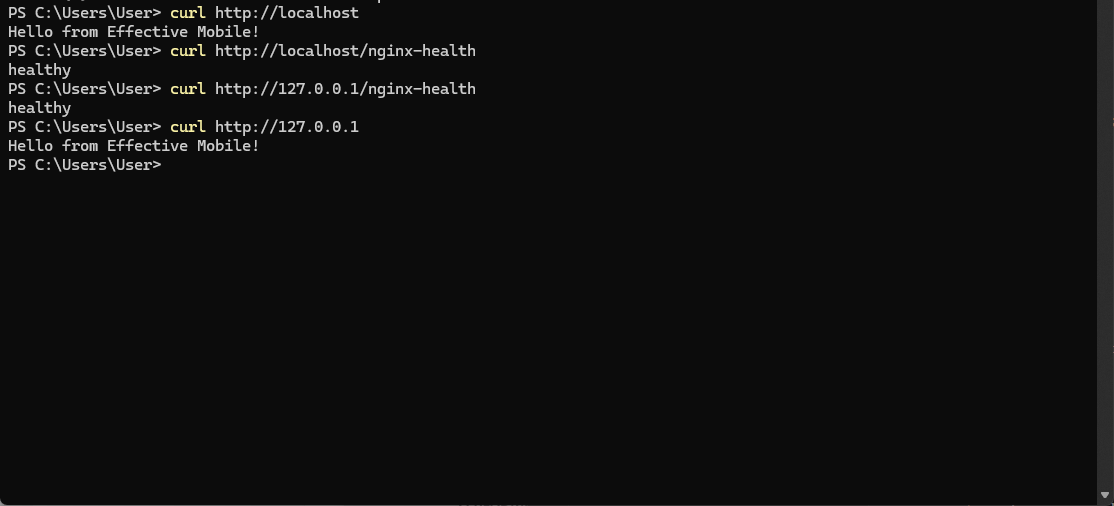 PS C:\Users\User> curl http://localhost
Hello from Effective Mobile!
PS C:\Users\User> curl http://localhost/nginx-health
healthy
PS C:\Users\User> curl http://127.0.0.1/nginx-health
healthy
PS C:\Users\User> curl http://127.0.0.1
Hello from Effective Mobile!
PS C:\Users\User>